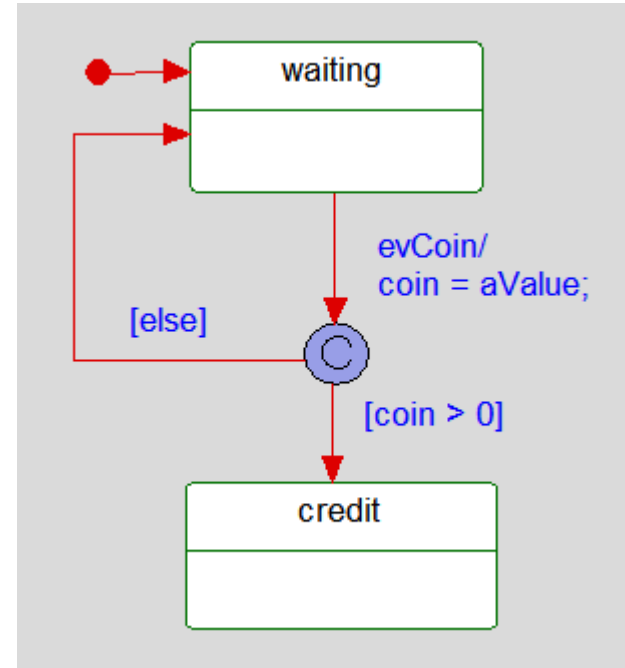 waiting
evCoin/
coin = aValue;
[else]
C
[coin > 0]
credit